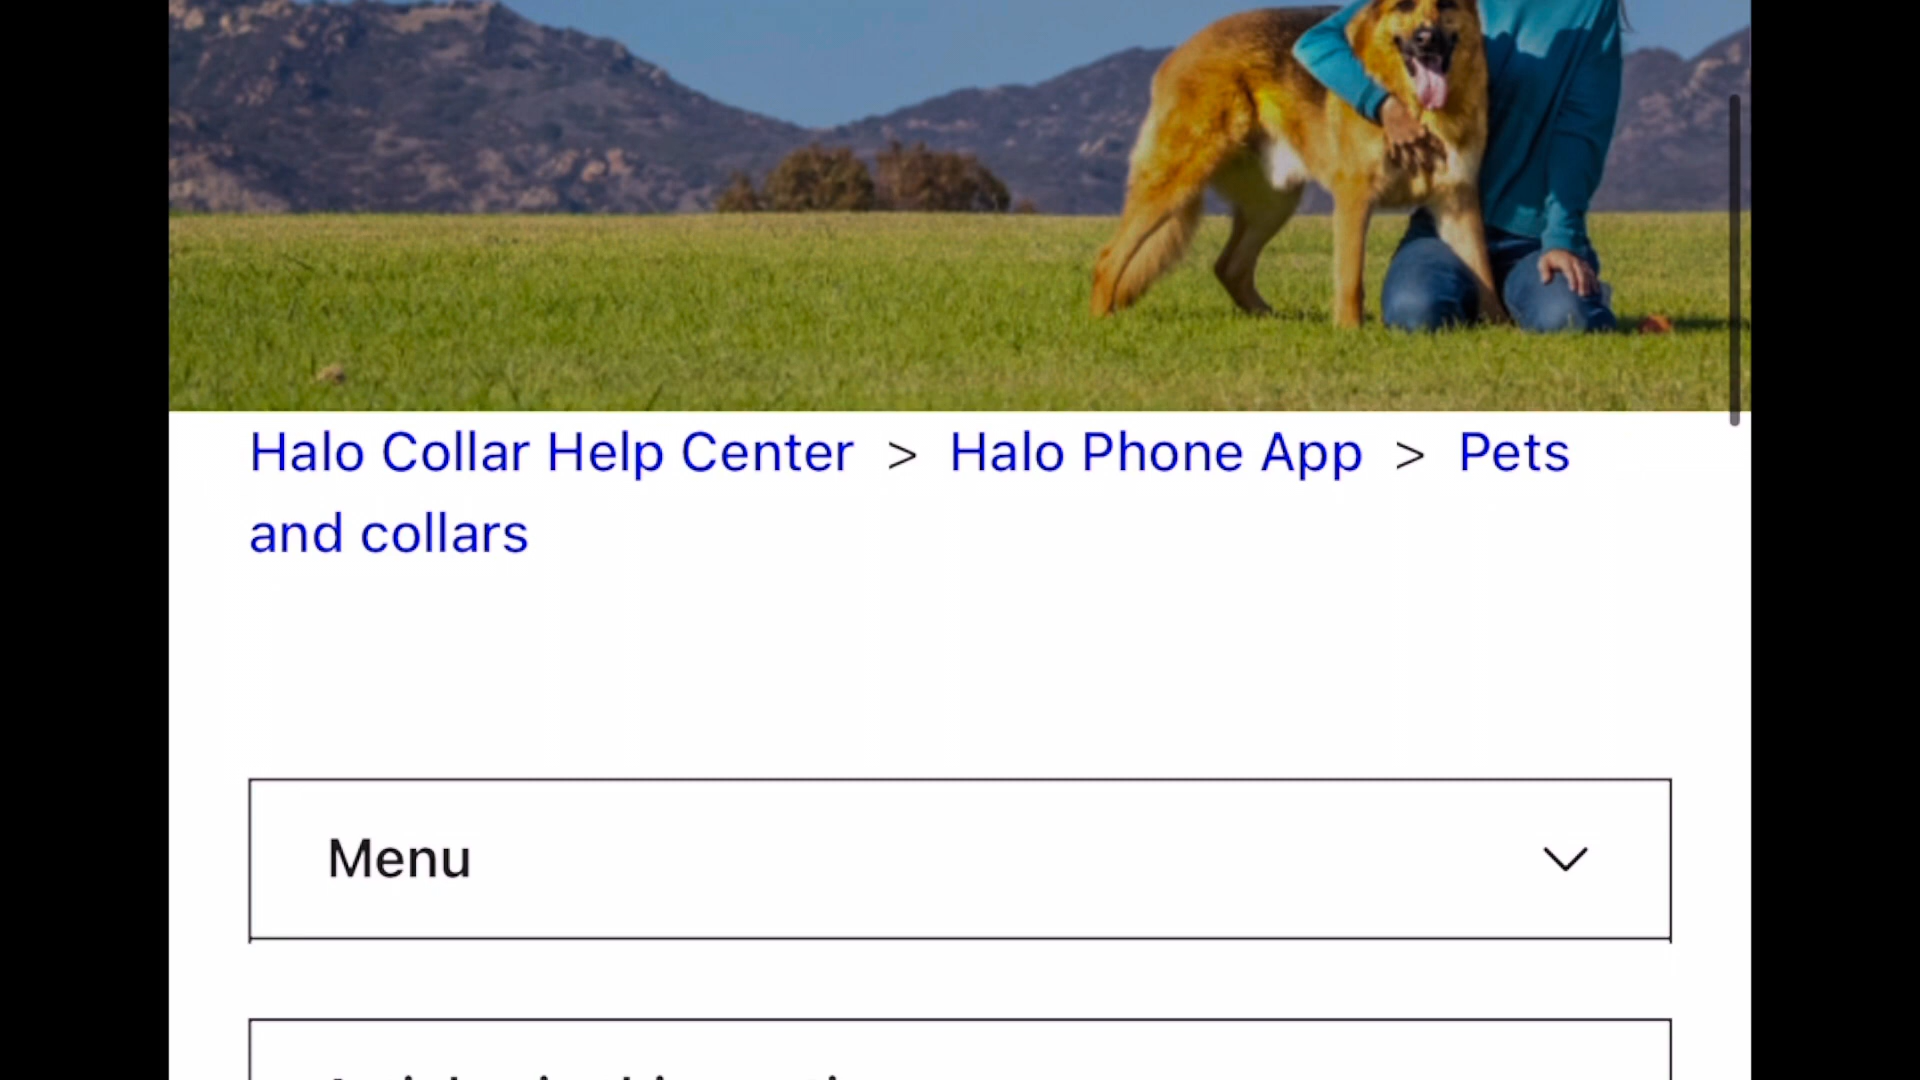 Halo Collar Help Center > Halo Phone App > Pets
and collars
Menu